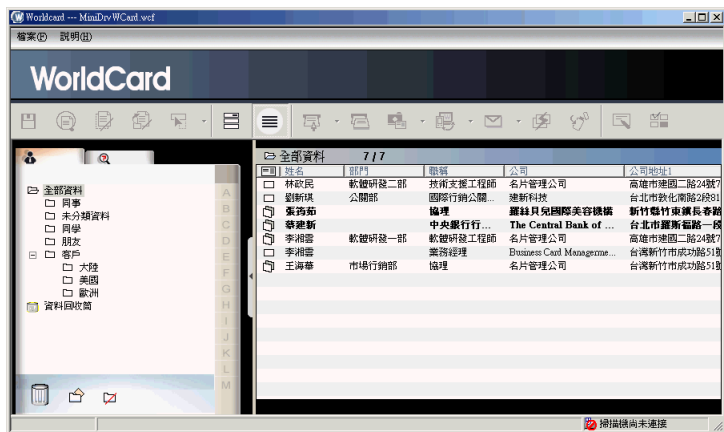 Worldcard --- MiniDrvWCard.wcf
檔案(F) 說明(H)
WorldCard
全部資料 7 / 7
姓名 部門 職稱 公司 公司地址1
林政民 軟體研發二部 技術支援工程師 名片管理公司 高雄市建國二路24號7
劉新琪 公關部 國際行銷公關... 建新科技 台北市敦化南路2段81
張筠茹 協理 羅絲貝兒國際美容機構 新竹縣竹東鎮長春路
蔡建新 中央銀行行... The Central Bank of ... 台北市羅斯福路一段
李湘雲 軟體研發一部 軟體研發工程師 名片管理公司 高雄市建國二路24號7
李湘雲 業務經理 Business Card Managerme... 台灣新竹市成功路51號
王海華 市場行銷部 協理 名片管理公司 台灣新竹市成功路51號
全部資料
同事
未分類資料
同學
朋友
客戶
大陸
美國
歐洲
資料回收筒
A
B
C
D
E
F
G
H
I
J
K
L
M
掃描機尚未連接